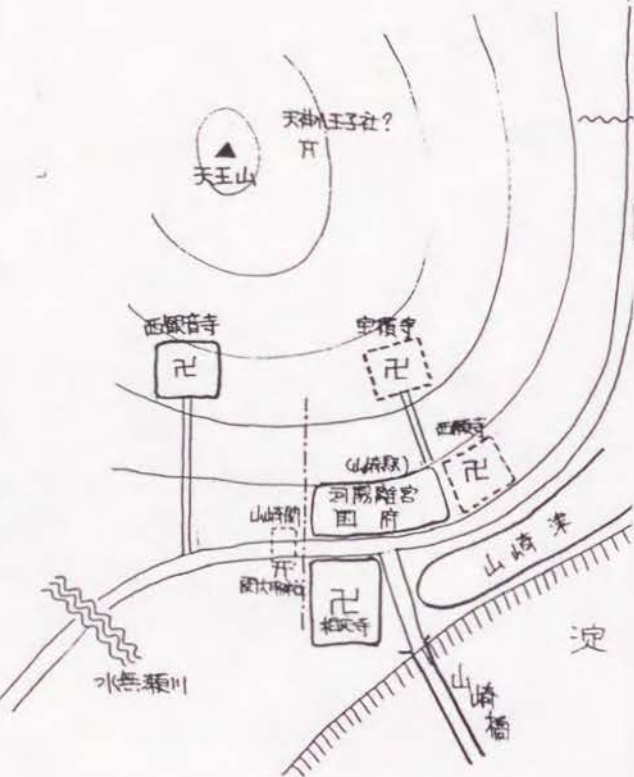 天神八王子社?
天王山
西観音寺
宝積寺
西願寺
(山崎駅)
河陽離宮
国府
山崎関
関大明神
相応寺
山崎津
淀
水無瀬川
山崎橋